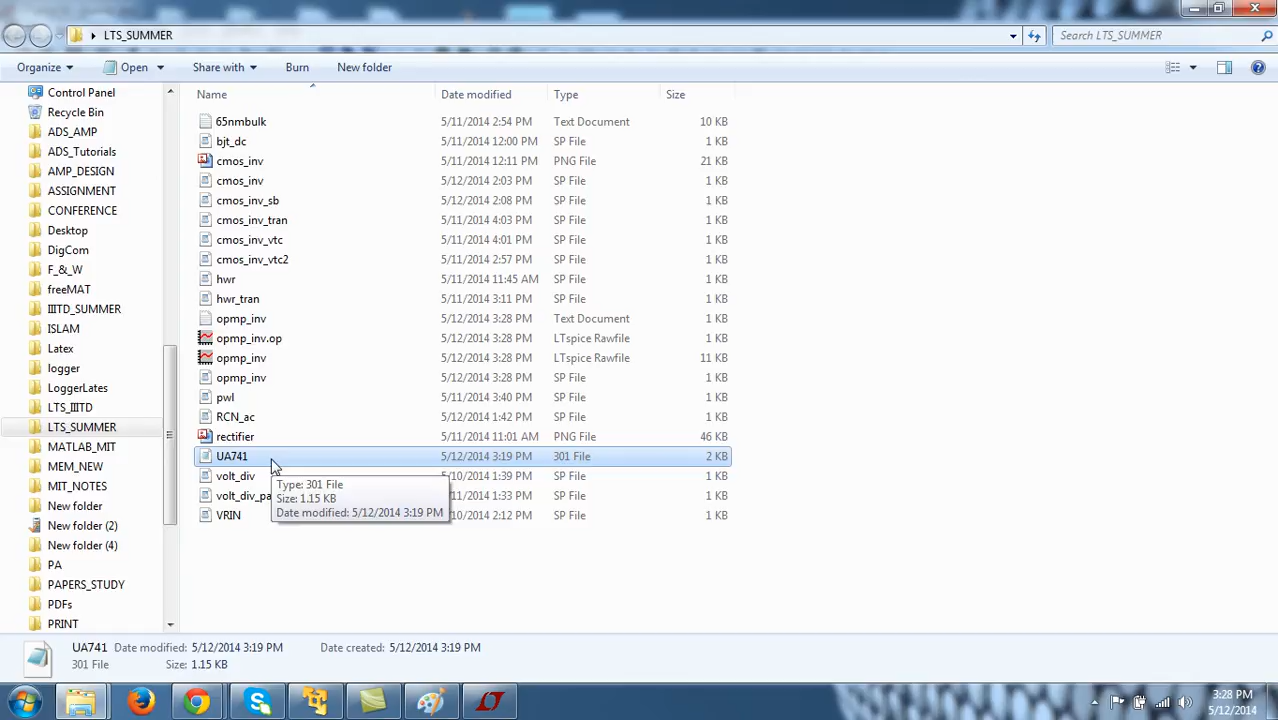 LTS_SUMMER
Search LTS_SUMMER
Organize Open Share with Burn New folder
Name Date modified Type Size
Control Panel
Recycle Bin
ADS_AMP
ADS_Tutorials
AMP_DESIGN
ASSIGNMENT
CONFERENCE
Desktop
DigCom
F_&_W
freeMAT
IIITD_SUMMER
ISLAM
Latex
logger
LoggerLates
LTS_IIITD
LTS_SUMMER
MATLAB_MIT
MEM_NEW
MIT_NOTES
New folder
New folder (2)
New folder (4)
PA
PAPERS_STUDY
PDFs
PRINT
65nmbulk 5/11/2014 2:54 PM Text Document 10 KB
bjt_dc 5/11/2014 12:00 PM SP File 1 KB
cmos_inv 5/11/2014 12:11 PM PNG File 21 KB
cmos_inv 5/12/2014 2:03 PM SP File 1 KB
cmos_inv_sb 5/12/2014 2:08 PM SP File 1 KB
cmos_inv_tran 5/11/2014 4:03 PM SP File 1 KB
cmos_inv_vtc 5/11/2014 4:01 PM SP File 1 KB
cmos_inv_vtc2 5/11/2014 2:57 PM SP File 1 KB
hwr 5/11/2014 11:45 AM SP File 1 KB
hwr_tran 5/11/2014 3:11 PM SP File 1 KB
opmp_inv 5/12/2014 3:28 PM Text Document 1 KB
opmp_inv.op 5/12/2014 3:28 PM LTspice Rawfile 1 KB
opmp_inv 5/12/2014 3:28 PM LTspice Rawfile 11 KB
opmp_inv 5/12/2014 3:28 PM SP File 1 KB
pwl 5/11/2014 3:40 PM SP File 1 KB
RCN_ac 5/12/2014 1:42 PM SP File 1 KB
rectifier 5/11/2014 11:01 AM PNG File 46 KB
UA741 5/12/2014 3:19 PM 301 File 2 KB
volt_div 5/10/2014 1:39 PM SP File 1 KB
volt_div_pa 11/2014 1:33 PM SP File 1 KB
VRIN 10/2014 2:12 PM SP File 1 KB
Type: 301 File
Size: 1.15 KB
Date modified: 5/12/2014 3:19 PM
UA741 Date modified: 5/12/2014 3:19 PM Date created: 5/12/2014 3:19 PM
301 File Size: 1.15 KB
3:28 PM
5/12/2014